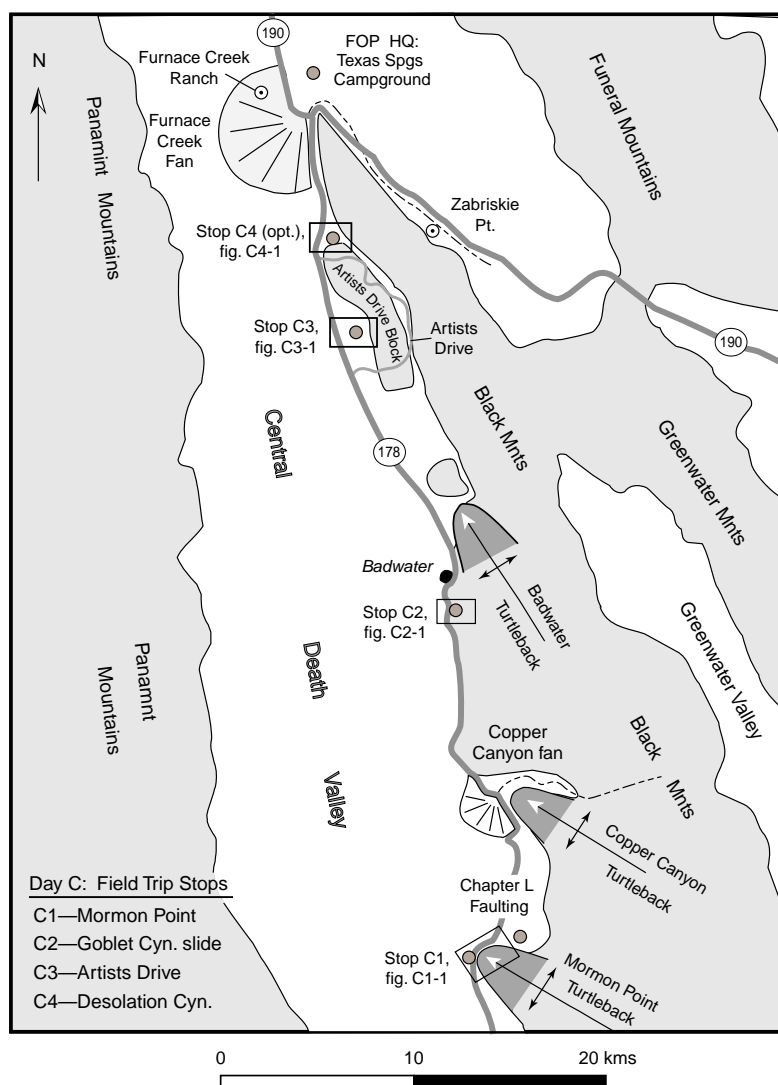 190
FOP HQ:
Texas Spgs
Campground
Furnace Creek
Ranch
N
Furnace
Creek
Fan
Panamint Mountains
Funeral Mountains
Zabriskie
Pt.
Stop C4 (opt.),
fig. C4-1
Artists Drive Block
Stop C3,
fig. C3-1
Artists
Drive
190
Central
Death
Valley
178
Black Mnts
Greenwater Mnts
Badwater
Stop C2,
fig. C2-1
Badwater
Turtleback
Greenwater Valley
Panamnt
Mountains
Copper
Canyon fan
Black
Mnts
Copper Canyon
Turtleback
Chapter L
Faulting
Stop C1,
fig. C1-1
Mormon Point
Turtleback
Day C: Field Trip Stops
C1—Mormon Point
C2—Goblet Cyn. slide
C3—Artists Drive
C4—Desolation Cyn.
0
10
20 kms